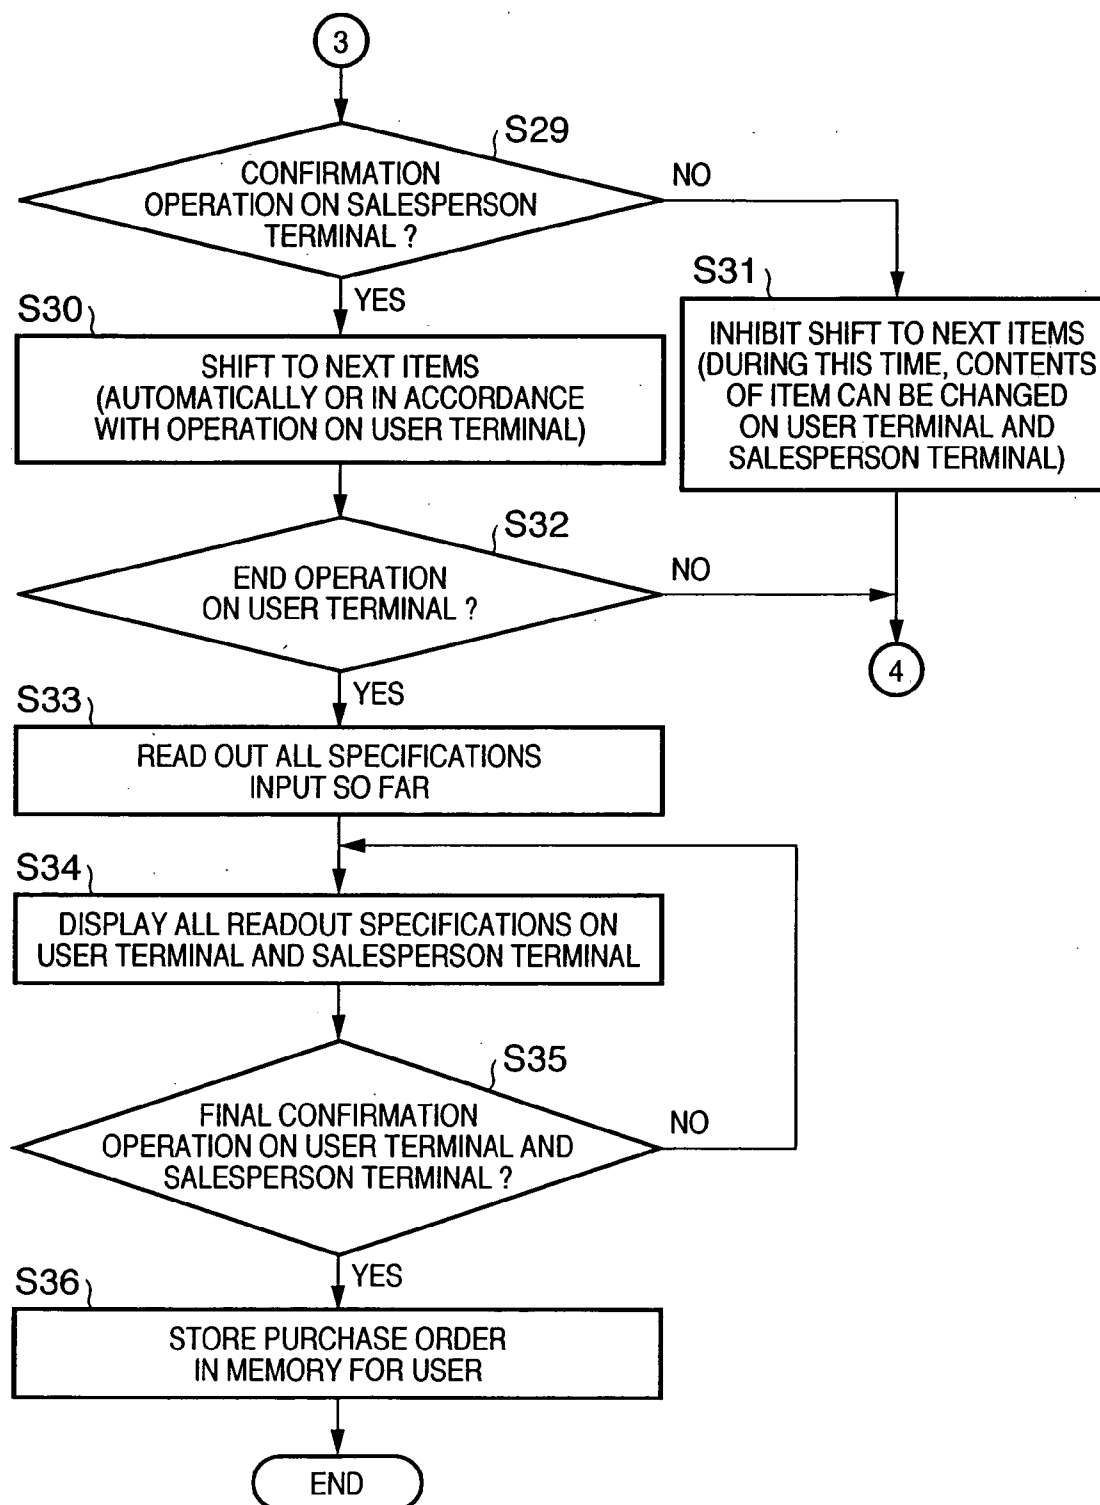 3
S29
CONFIRMATION
OPERATION ON SALESPERSON
TERMINAL ?
NO
YES
S30
SHIFT TO NEXT ITEMS
(AUTOMATICALLY OR IN ACCORDANCE
WITH OPERATION ON USER TERMINAL)
S31
INHIBIT SHIFT TO NEXT ITEMS
(DURING THIS TIME, CONTENTS
OF ITEM CAN BE CHANGED
ON USER TERMINAL AND
SALESPERSON TERMINAL)
S32
END OPERATION
ON USER TERMINAL ?
NO
YES
4
S33
READ OUT ALL SPECIFICATIONS
INPUT SO FAR
S34
DISPLAY ALL READOUT SPECIFICATIONS ON
USER TERMINAL AND SALESPERSON TERMINAL
S35
FINAL CONFIRMATION
OPERATION ON USER TERMINAL AND
SALESPERSON TERMINAL ?
NO
YES
S36
STORE PURCHASE ORDER
IN MEMORY FOR USER
END